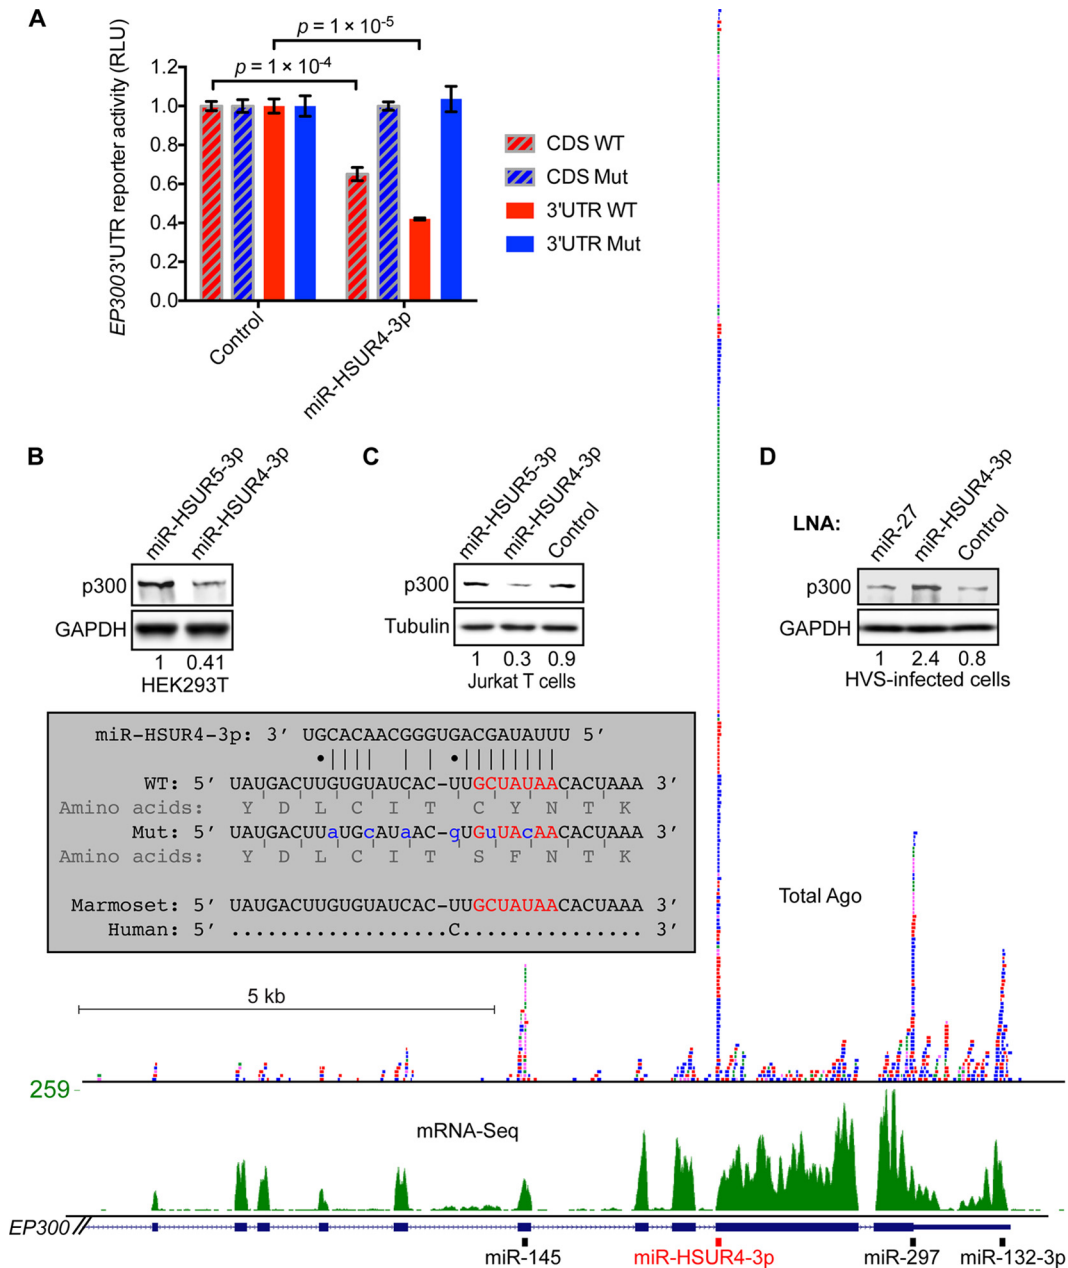 A
EP3003'UTR reporter activity (RLU)
p = 1 × 10-5
p = 1 × 10-4
1.2
1.0
0.8
0.6
0.4
0.2
0.0
Control
miR-HSUR4-3p
CDS WT
CDS Mut
3'UTR WT
3'UTR Mut
B
miR-HSUR5-3p
miR-HSUR4-3p
p300
GAPDH
1 0.41
HEK293T
C
miR-HSUR5-3p
miR-HSUR4-3p
Control
p300
Tubulin
1 0.3 0.9
Jurkat T cells
D
LNA:
miR-27
miR-HSUR4-3p
Control
p300
GAPDH
1 2.4 0.8
HVS-infected cells
miR-HSUR4-3p: 3′ UGCACAACGGGUGACGAUAUUU 5′
WT: 5′ UAUGACUUGUGUAUCAC-UUGCUAUAACACUAAA 3′
Amino acids: Y D L C I T C Y N T K
Mut: 5′ UAUGACUUaUGcAUaAC-gUGuUAcAACACUAAA 3′
Amino acids: Y D L C I T S F N T K
Marmoset: 5′ UAUGACUUGUGUAUCAC-UUGCUAUAACACUAAA 3′
Human: 5′ ..................C............... 3′
Total Ago
5 kb
259
mRNA-Seq
EP300
miR-145
miR-HSUR4-3p
miR-297
miR-132-3p